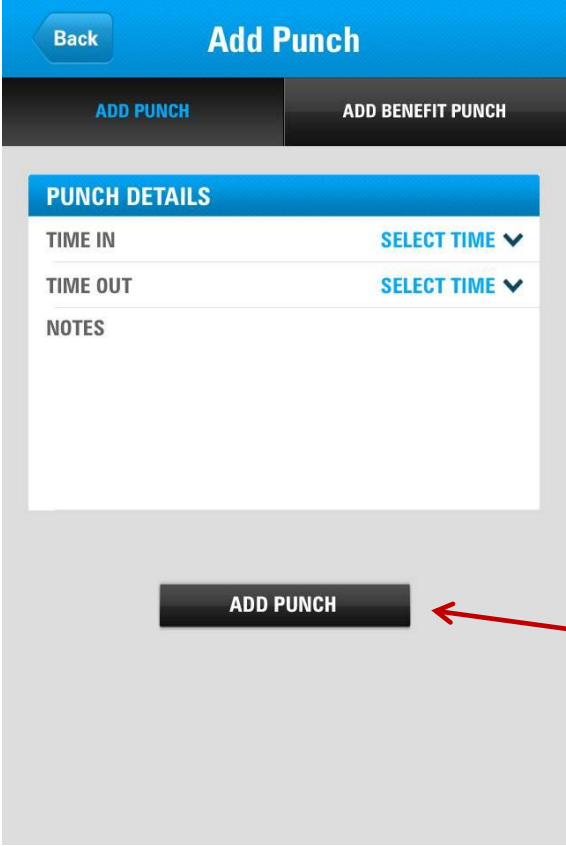 Back Add Punch
ADD PUNCH ADD BENEFIT PUNCH
PUNCH DETAILS
TIME IN SELECT TIME
TIME OUT SELECT TIME
NOTES
ADD PUNCH